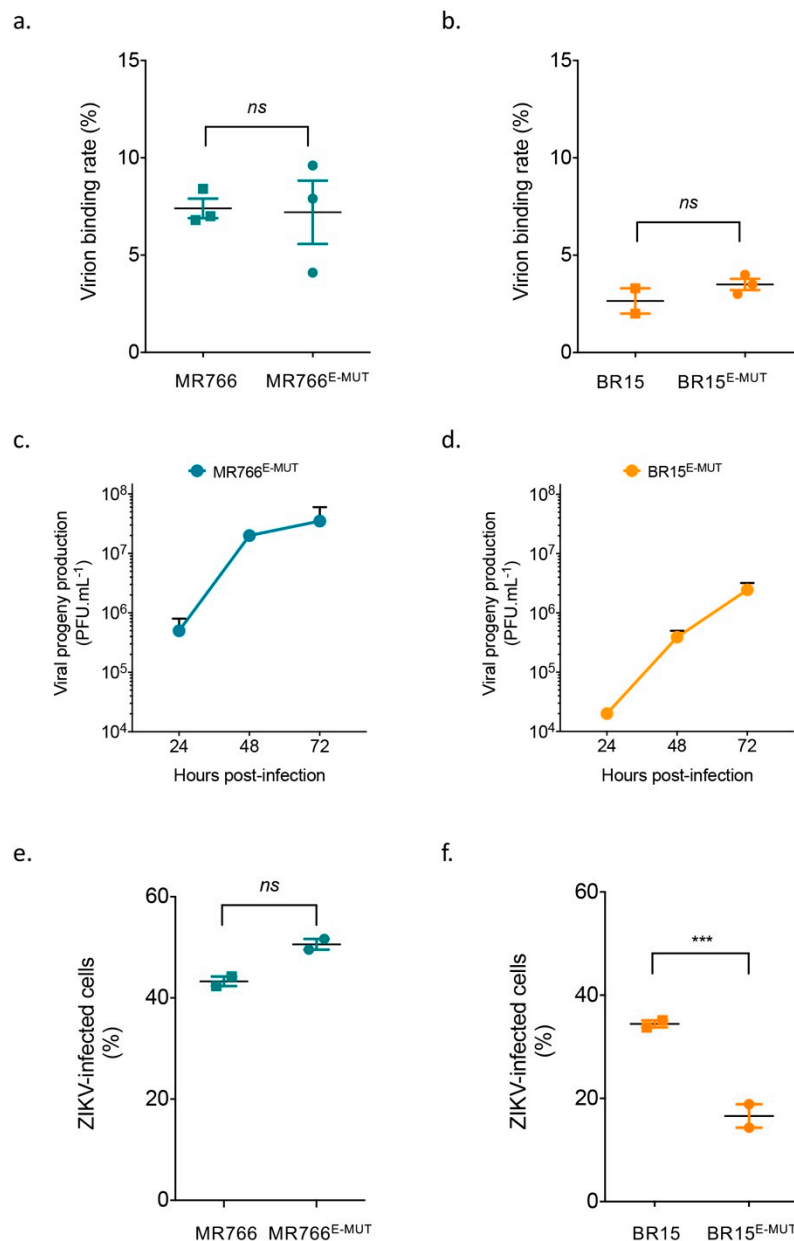 a.
Virion binding rate (%)
15
10
5
0
ns
MR766
MR766E-MUT
b.
Virion binding rate (%)
15
10
5
0
ns
BR15
BR15E-MUT
c.
MR766E-MUT
Viral progeny production
(PFU.mL-1)
10^8
10^7
10^6
10^5
10^4
24 48 72
Hours post-infection
d.
BR15E-MUT
Viral progeny production
(PFU.mL-1)
10^8
10^7
10^6
10^5
10^4
24 48 72
Hours post-infection
e.
ZIKV-infected cells
(%)
60
40
20
0
ns
MR766 MR766E-MUT
f.
ZIKV-infected cells
(%)
60
40
20
0
***
BR15 BR15E-MUT